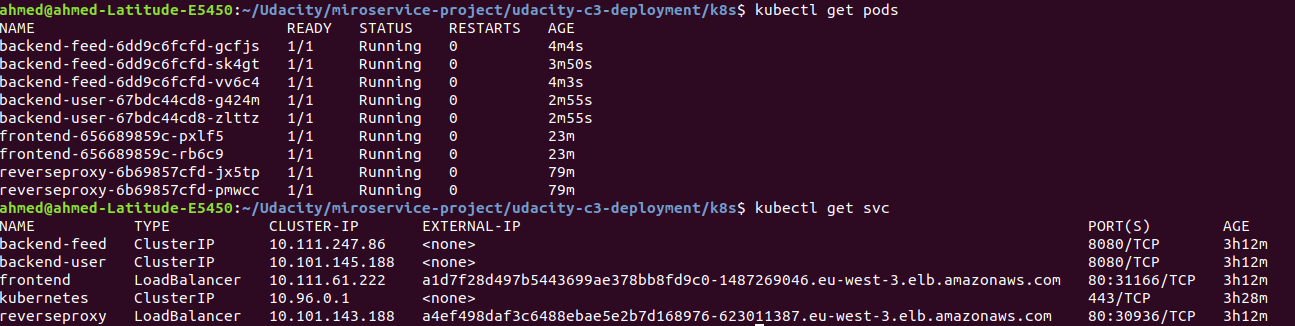 ahmed@ahmed-Latitude-E5450:~/Udacity/miroservice-project/udacity-c3-deployment/k8s$ kubectl get pods
NAME READY STATUS RESTARTS AGE
backend-feed-6dd9c6fcfd-gcfjs 1/1 Running 0 4m4s
backend-feed-6dd9c6fcfd-sk4gt 1/1 Running 0 3m50s
backend-feed-6dd9c6fcfd-vv6c4 1/1 Running 0 4m3s
backend-user-67bdc44cd8-g424m 1/1 Running 0 2m55s
backend-user-67bdc44cd8-zlttz 1/1 Running 0 2m55s
frontend-656689859c-pxlf5 1/1 Running 0 23m
frontend-656689859c-rb6c9 1/1 Running 0 23m
reverseproxy-6b69857cfd-jx5tp 1/1 Running 0 79m
reverseproxy-6b69857cfd-pmwcc 1/1 Running 0 79m
ahmed@ahmed-Latitude-E5450:~/Udacity/miroservice-project/udacity-c3-deployment/k8s$ kubectl get svc
NAME TYPE CLUSTER-IP EXTERNAL-IP PORT(S) AGE
backend-feed ClusterIP 10.111.247.86 <none> 8080/TCP 3h12m
backend-user ClusterIP 10.101.145.188 <none> 8080/TCP 3h12m
frontend LoadBalancer 10.111.61.222 a1d7f28d497b5443699ae378bb8fd9c0-1487269046.eu-west-3.elb.amazonaws.com 80:31166/TCP 3h12m
kubernetes ClusterIP 10.96.0.1 <none> 443/TCP 3h28m
reverseproxy LoadBalancer 10.101.143.188 a4ef498daf3c6488ebae5e2b7d168976-623011387.eu-west-3.elb.amazonaws.com 80:30936/TCP 3h12m